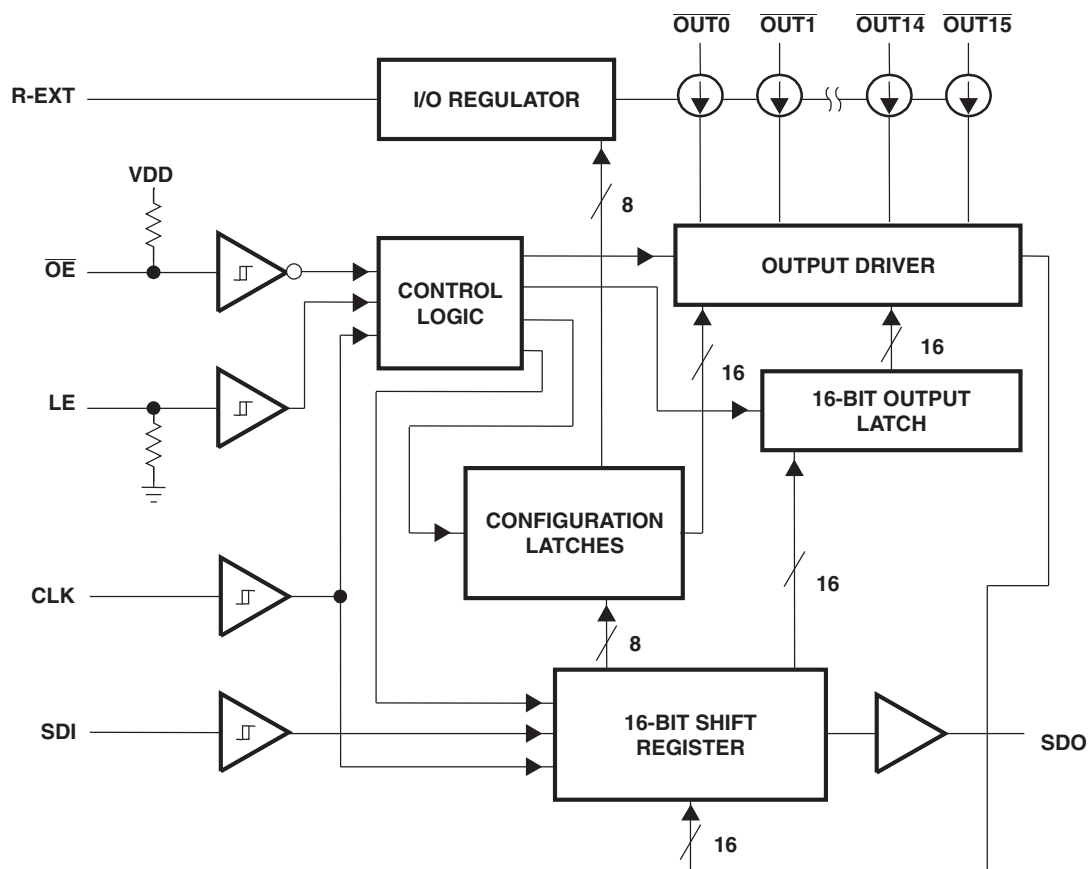 OUT0 OUT1 OUT14 OUT15
R-EXT
I/O REGULATOR
VDD
8
OE
CONTROL
LOGIC
OUTPUT DRIVER
16
16
LE
16-BIT OUTPUT
LATCH
CONFIGURATION
LATCHES
CLK
16
8
SDI
16-BIT SHIFT
REGISTER
SDO
16